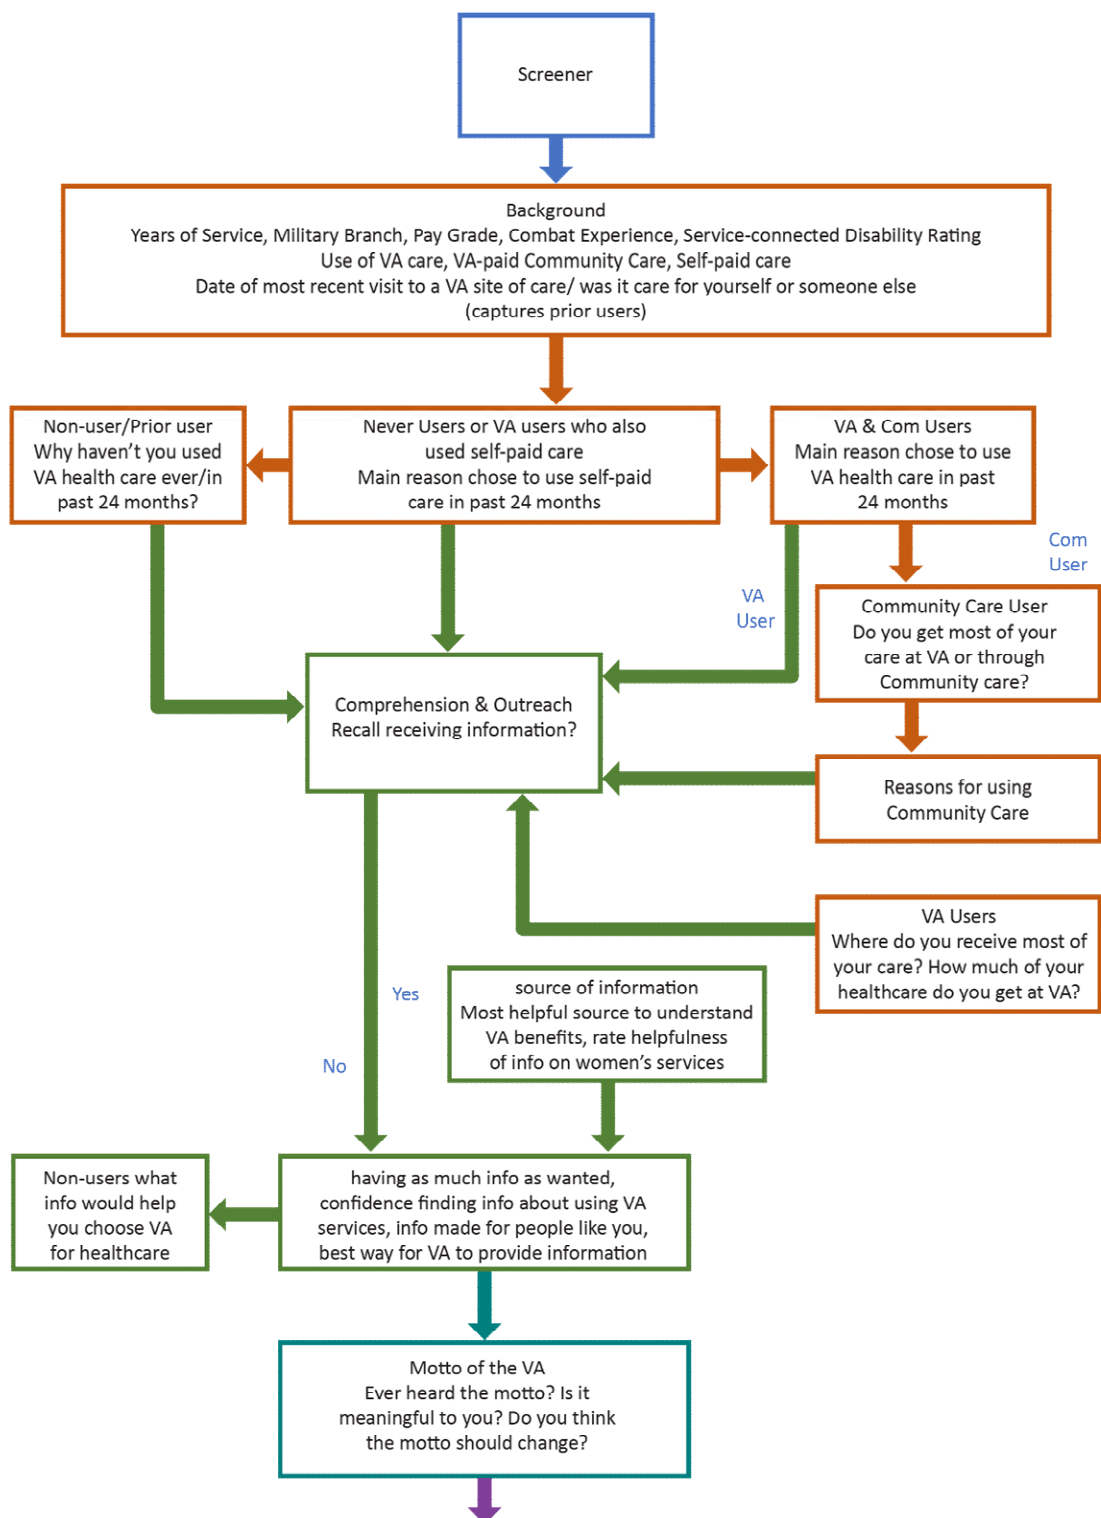 Screener
Background
Years of Service, Military Branch, Pay Grade, Combat Experience, Service-connected Disability Rating
Use of VA care, VA-paid Community Care, Self-paid care
Date of most recent visit to a VA site of care/ was it care for yourself or someone else
(captures prior users)
Non-user/Prior user
Why haven’t you used
VA health care ever/in
past 24 months?
Never Users or VA users who also
used self-paid care
Main reason chose to use self-paid
care in past 24 months
VA & Com Users
Main reason chose to use
VA health care in past
24 months
Com
User
VA
User
Community Care User
Do you get most of your
care at VA or through
Community care?
Comprehension & Outreach
Recall receiving information?
Reasons for using
Community Care
VA Users
Where do you receive most of
your care? How much of your
healthcare do you get at VA?
Yes
source of information
Most helpful source to understand
VA benefits, rate helpfulness
of info on women’s services
No
Non-users what
info would help
you choose VA
for healthcare
having as much info as wanted,
confidence finding info about using VA
services, info made for people like you,
best way for VA to provide information
Motto of the VA
Ever heard the motto? Is it
meaningful to you? Do you think
the motto should change?